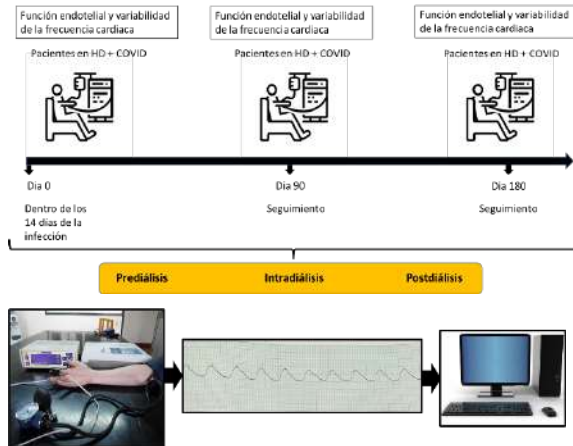 Función endotelial y variabilidad
de la frecuencia cardiaca
Función endotelial y variabilidad
de la frecuencia cardiaca
Función endotelial y variabilidad
de la frecuencia cardiaca
Pacientes en HD + COVID
Pacientes en HD + COVID
Pacientes en HD + COVID
Dia 0
Dia 90
Dia 180
Dentro de los
14 días de la
infección
Seguimiento
Seguimiento
Prediálisis
Intradiálisis
Postdiálisis